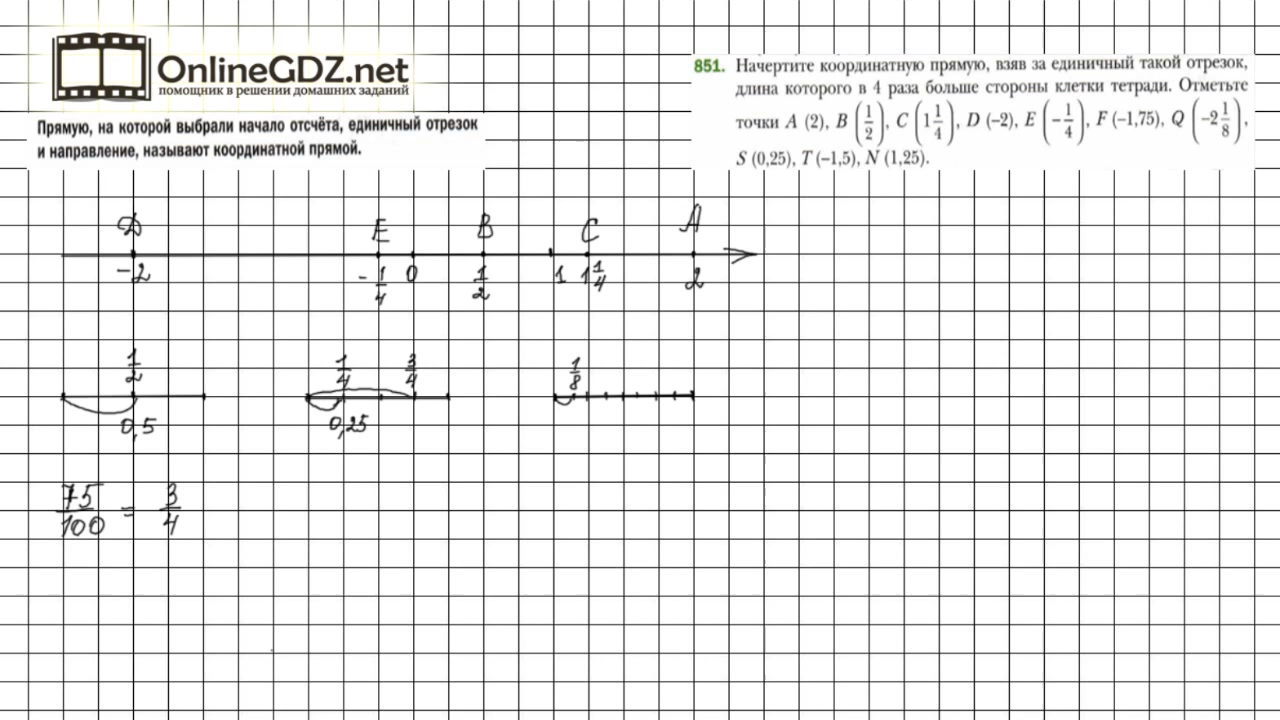 OnlineGDZ.net
помощник в решении домашних заданий
Прямую, на которой выбрали начало отсчёта, единичный отрезок
и направление, называют координатной прямой.
851. Начертите координатную прямую, взяв за единичный такой отрезок,
длина которого в 4 раза больше стороны клетки тетради. Отметьте
точки A (2), B (1/2), C (1 1/4), D (–2), E (–1/4), F (–1,75), Q (–2 1/8),
S (0,25), T (–1,5), N (1,25).
D E B C A
-2 -1/4 0 1/2 1 1 1/4 2
1/2 1/4 3/4 1/8
0,5 0,25
75/100 = 3/4